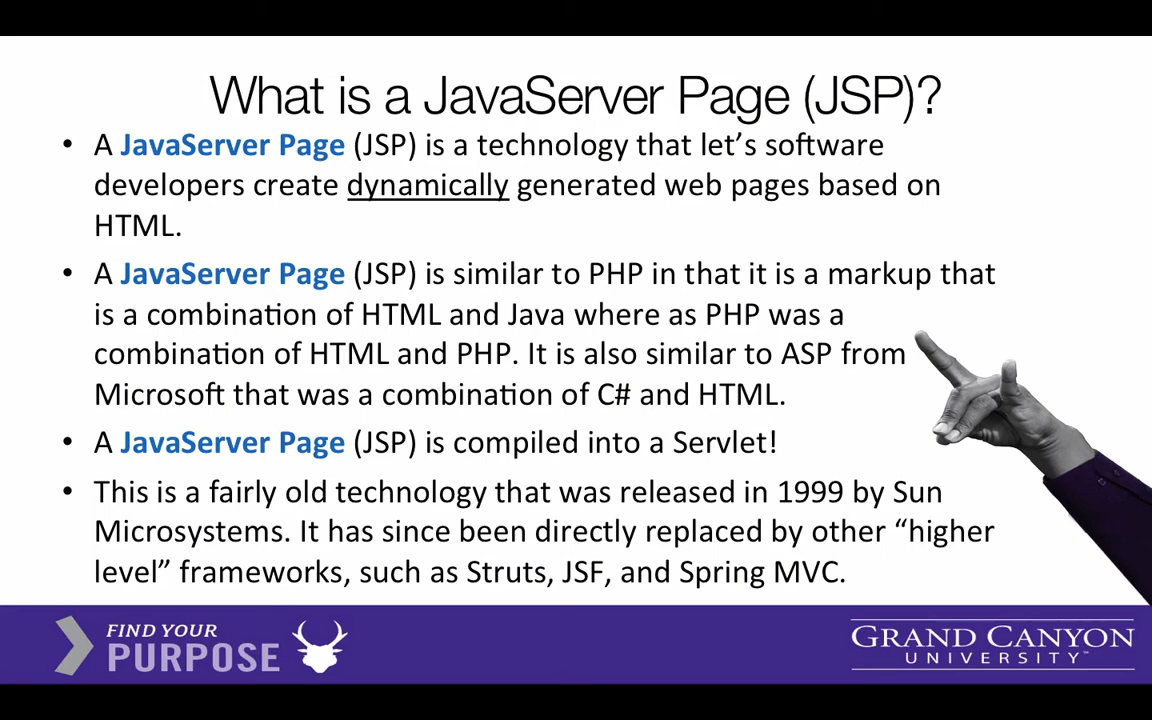 What is a JavaServer Page (JSP)?
• A JavaServer Page (JSP) is a technology that let's software
developers create dynamically generated web pages based on
HTML.
• A JavaServer Page (JSP) is similar to PHP in that it is a markup that
is a combination of HTML and Java where as PHP was a
combination of HTML and PHP. It is also similar to ASP from
Microsoft that was a combination of C# and HTML.
• A JavaServer Page (JSP) is compiled into a Servlet!
• This is a fairly old technology that was released in 1999 by Sun
Microsystems. It has since been directly replaced by other “higher
level” frameworks, such as Struts, JSF, and Spring MVC.
FIND YOUR
PURPOSE
GRAND CANYON
UNIVERSITY™